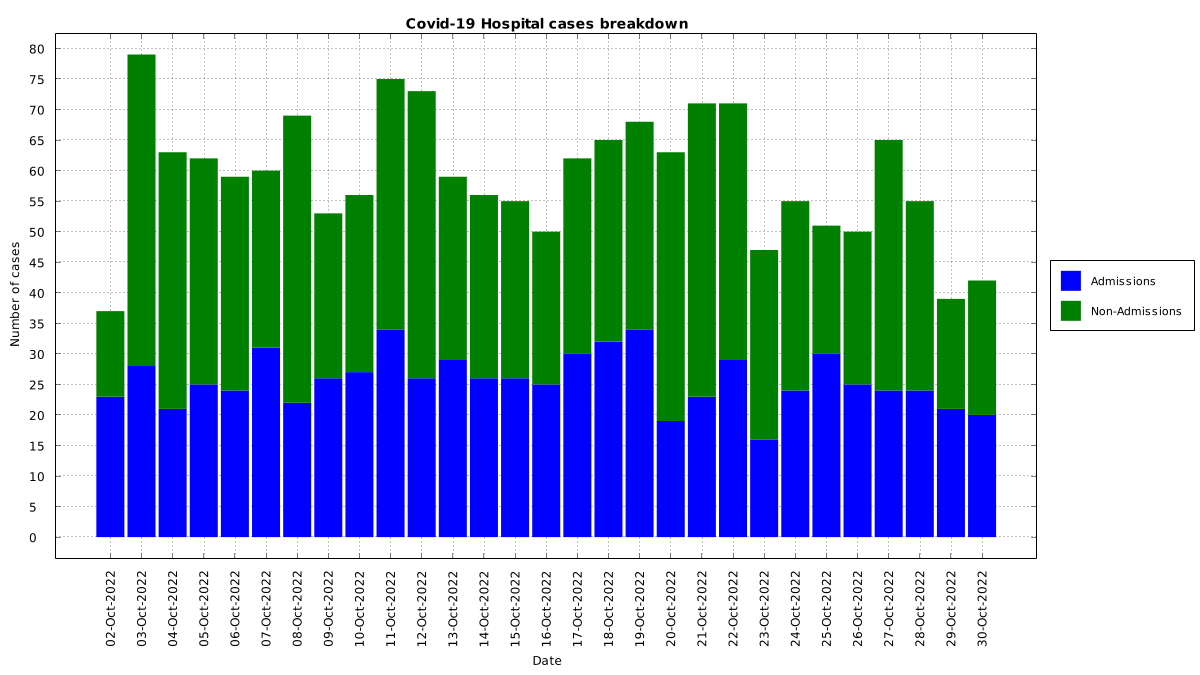 Covid-19 Hospital cases breakdown
80
75
70
65
60
55
50
45
40
35
30
25
20
15
10
5
0
Number of cases
Admissions
Non-Admissions
02-Oct-2022
03-Oct-2022
04-Oct-2022
05-Oct-2022
06-Oct-2022
07-Oct-2022
08-Oct-2022
09-Oct-2022
10-Oct-2022
11-Oct-2022
12-Oct-2022
13-Oct-2022
14-Oct-2022
15-Oct-2022
16-Oct-2022
17-Oct-2022
18-Oct-2022
19-Oct-2022
20-Oct-2022
21-Oct-2022
22-Oct-2022
23-Oct-2022
24-Oct-2022
25-Oct-2022
26-Oct-2022
27-Oct-2022
28-Oct-2022
29-Oct-2022
30-Oct-2022
Date